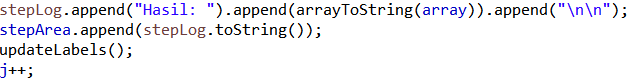 stepLog.append("Hasil: ").append(arrayToString(array)).append("\n\n");
stepArea.append(stepLog.toString());
updateLabels();
j++;